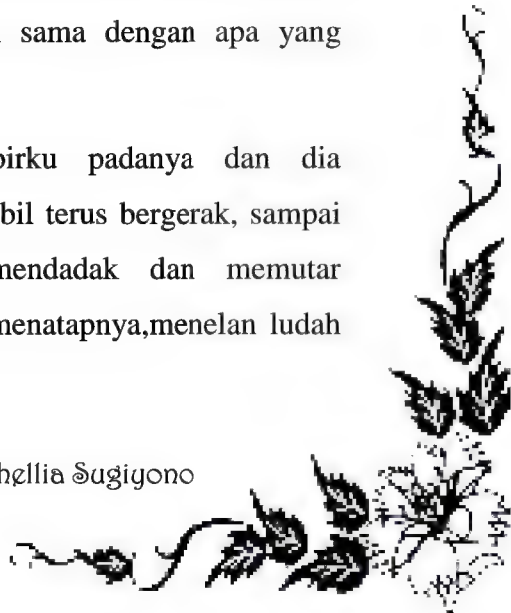 sama dengan apa yang
birku padanya dan dia
bil terus bergerak, sampai
mendadak dan memutar
menatapnya,menelan ludah
hellia Sugiyono